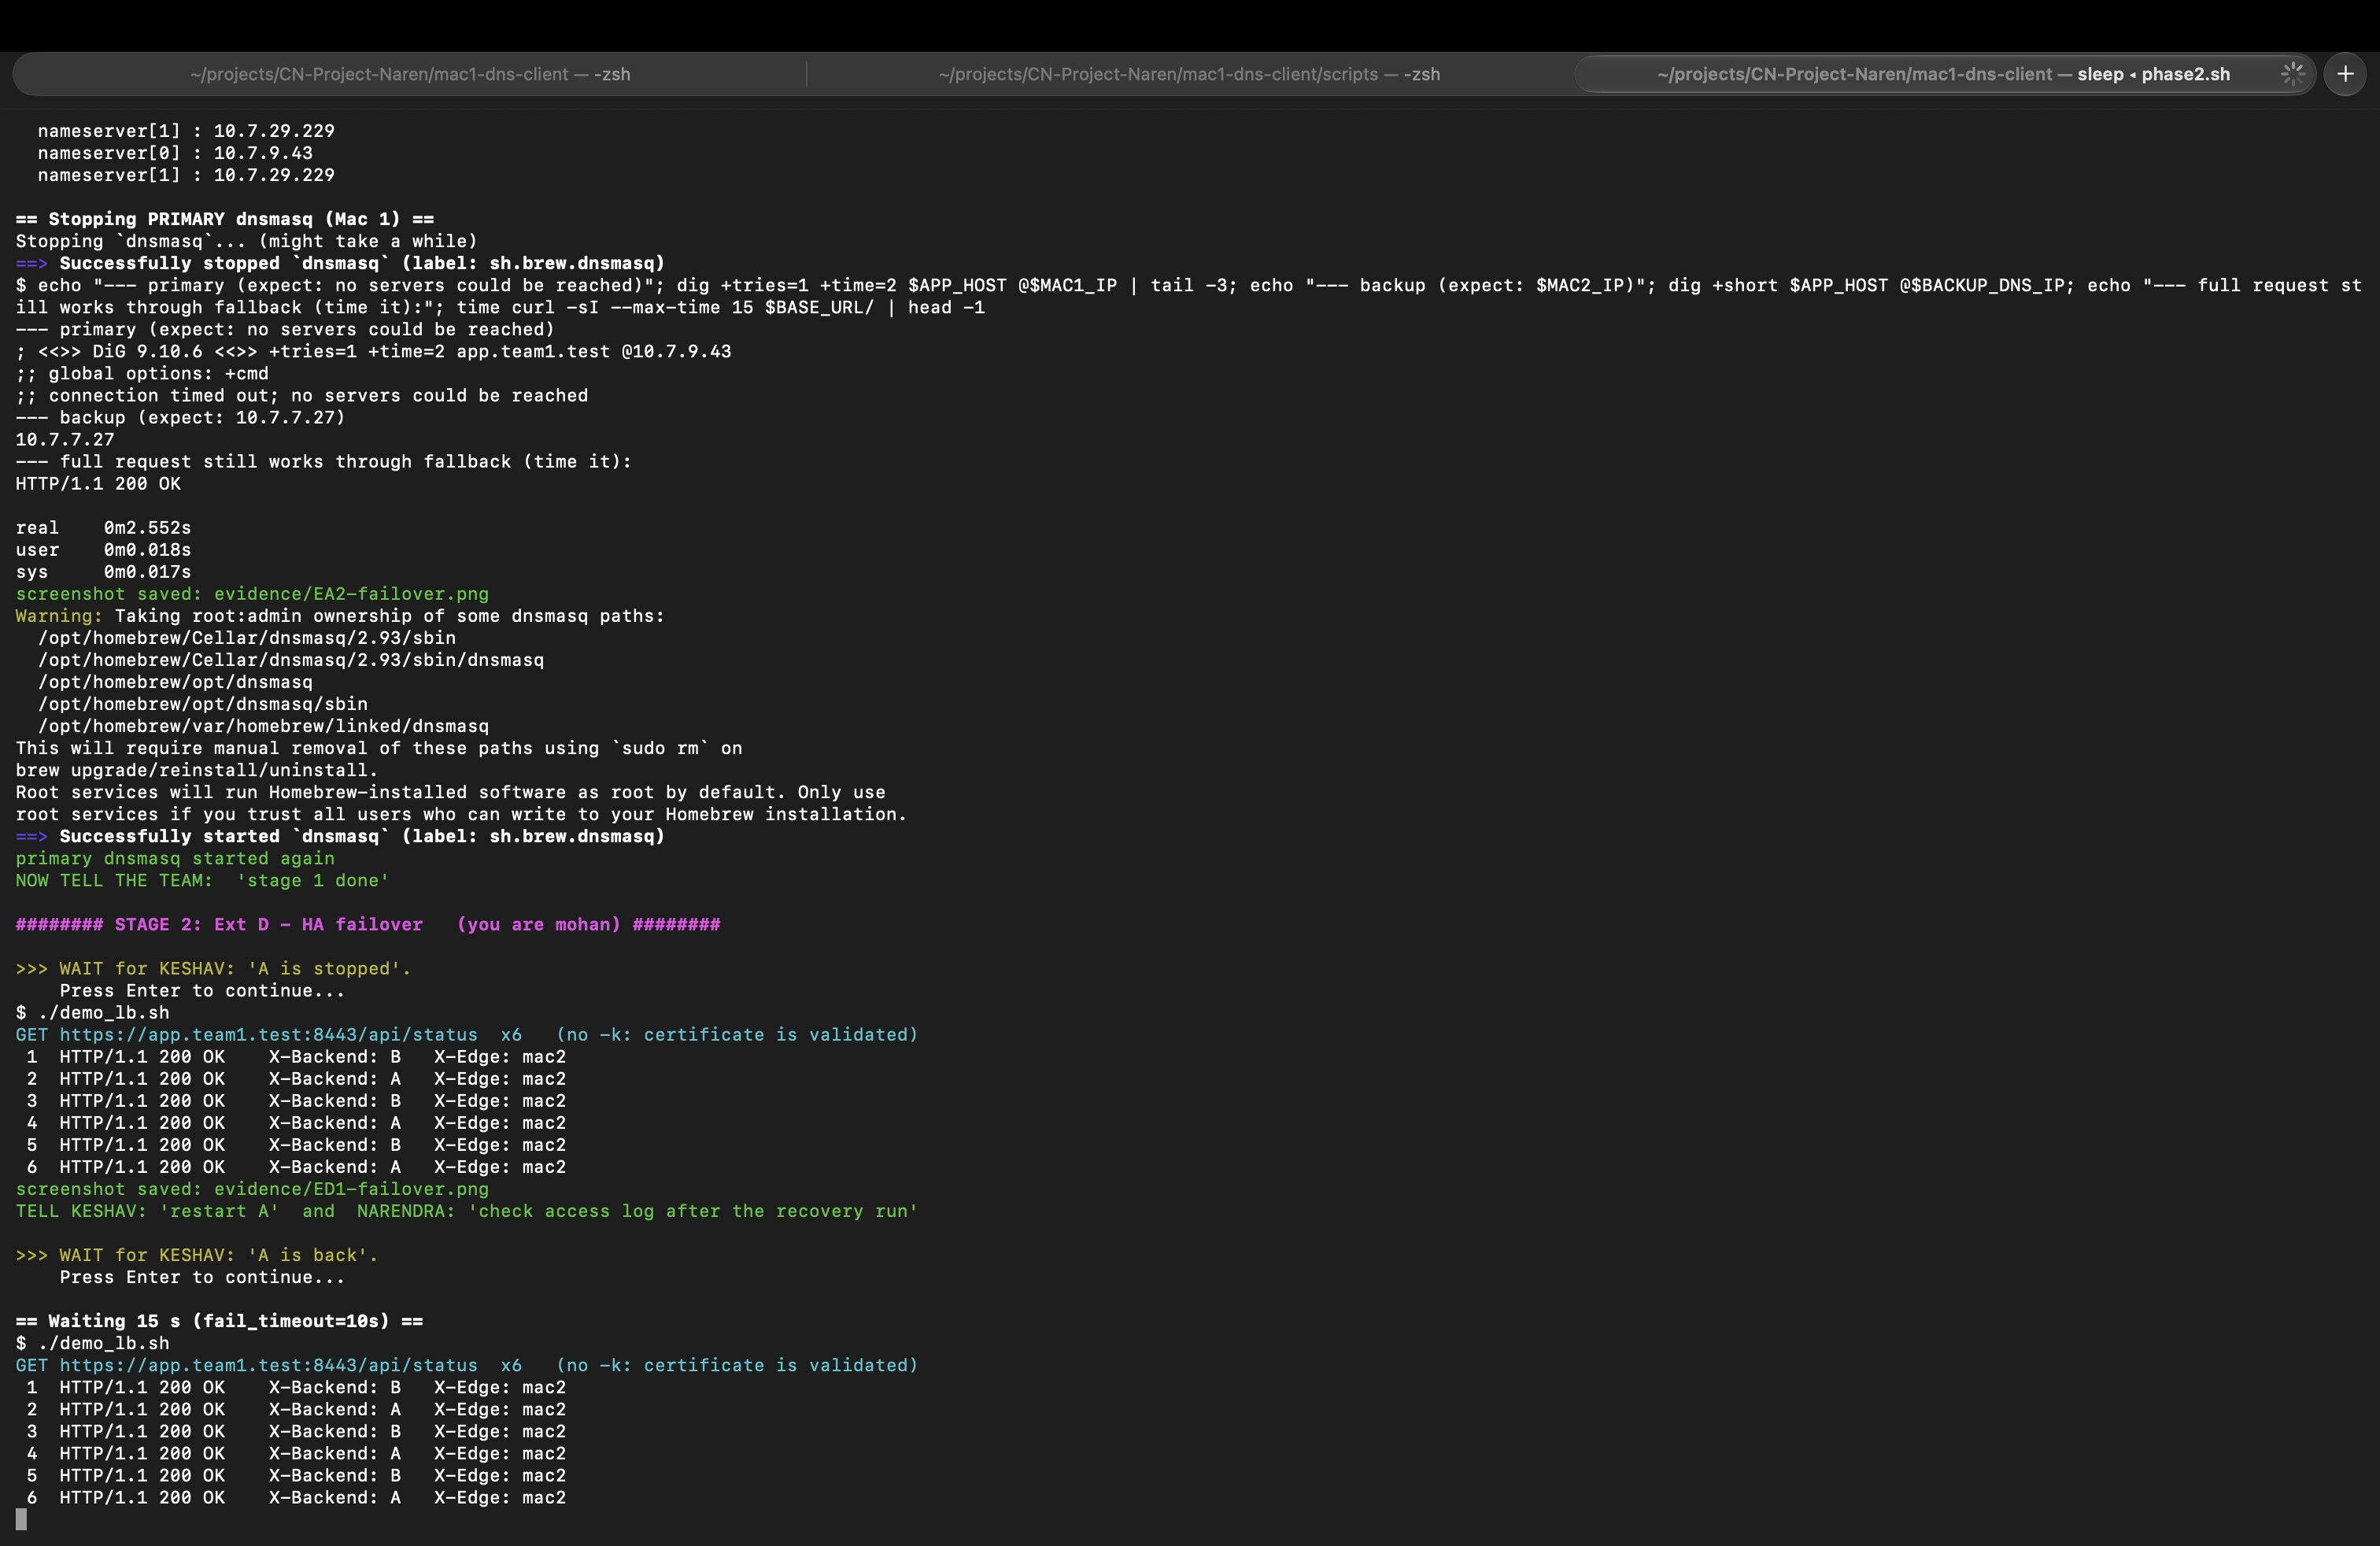 ~/projects/CN-Project-Naren/mac1-dns-client — -zsh
~/projects/CN-Project-Naren/mac1-dns-client/scripts — -zsh
~/projects/CN-Project-Naren/mac1-dns-client — sleep ◂ phase2.sh
+
nameserver[1] : 10.7.29.229
nameserver[0] : 10.7.9.43
nameserver[1] : 10.7.29.229
== Stopping PRIMARY dnsmasq (Mac 1) ==
Stopping `dnsmasq`... (might take a while)
==> Successfully stopped `dnsmasq` (label: sh.brew.dnsmasq)
$ echo "--- primary (expect: no servers could be reached)"; dig +tries=1 +time=2 $APP_HOST @$MAC1_IP | tail -3; echo "--- backup (expect: $MAC2_IP)"; dig +short $APP_HOST @$BACKUP_DNS_IP; echo "--- full request st
ill works through fallback (time it):"; time curl -sI --max-time 15 $BASE_URL/ | head -1
--- primary (expect: no servers could be reached)
; <<>> DiG 9.10.6 <<>> +tries=1 +time=2 app.team1.test @10.7.9.43
;; global options: +cmd
;; connection timed out; no servers could be reached
--- backup (expect: 10.7.7.27)
10.7.7.27
--- full request still works through fallback (time it):
HTTP/1.1 200 OK
real    0m2.552s
user    0m0.018s
sys     0m0.017s
screenshot saved: evidence/EA2-failover.png
Warning: Taking root:admin ownership of some dnsmasq paths:
/opt/homebrew/Cellar/dnsmasq/2.93/sbin
/opt/homebrew/Cellar/dnsmasq/2.93/sbin/dnsmasq
/opt/homebrew/opt/dnsmasq
/opt/homebrew/opt/dnsmasq/sbin
/opt/homebrew/var/homebrew/linked/dnsmasq
This will require manual removal of these paths using `sudo rm` on
brew upgrade/reinstall/uninstall.
Root services will run Homebrew-installed software as root by default. Only use
root services if you trust all users who can write to your Homebrew installation.
==> Successfully started `dnsmasq` (label: sh.brew.dnsmasq)
primary dnsmasq started again
NOW TELL THE TEAM:  'stage 1 done'
######## STAGE 2: Ext D - HA failover   (you are mohan) ########
>>> WAIT for KESHAV: 'A is stopped'.
Press Enter to continue...
$ ./demo_lb.sh
GET https://app.team1.test:8443/api/status  x6   (no -k: certificate is validated)
1  HTTP/1.1 200 OK    X-Backend: B   X-Edge: mac2
2  HTTP/1.1 200 OK    X-Backend: A   X-Edge: mac2
3  HTTP/1.1 200 OK    X-Backend: B   X-Edge: mac2
4  HTTP/1.1 200 OK    X-Backend: A   X-Edge: mac2
5  HTTP/1.1 200 OK    X-Backend: B   X-Edge: mac2
6  HTTP/1.1 200 OK    X-Backend: A   X-Edge: mac2
screenshot saved: evidence/ED1-failover.png
TELL KESHAV: 'restart A'  and  NARENDRA: 'check access log after the recovery run'
>>> WAIT for KESHAV: 'A is back'.
Press Enter to continue...
== Waiting 15 s (fail_timeout=10s) ==
$ ./demo_lb.sh
GET https://app.team1.test:8443/api/status  x6   (no -k: certificate is validated)
1  HTTP/1.1 200 OK    X-Backend: B   X-Edge: mac2
2  HTTP/1.1 200 OK    X-Backend: A   X-Edge: mac2
3  HTTP/1.1 200 OK    X-Backend: B   X-Edge: mac2
4  HTTP/1.1 200 OK    X-Backend: A   X-Edge: mac2
5  HTTP/1.1 200 OK    X-Backend: B   X-Edge: mac2
6  HTTP/1.1 200 OK    X-Backend: A   X-Edge: mac2